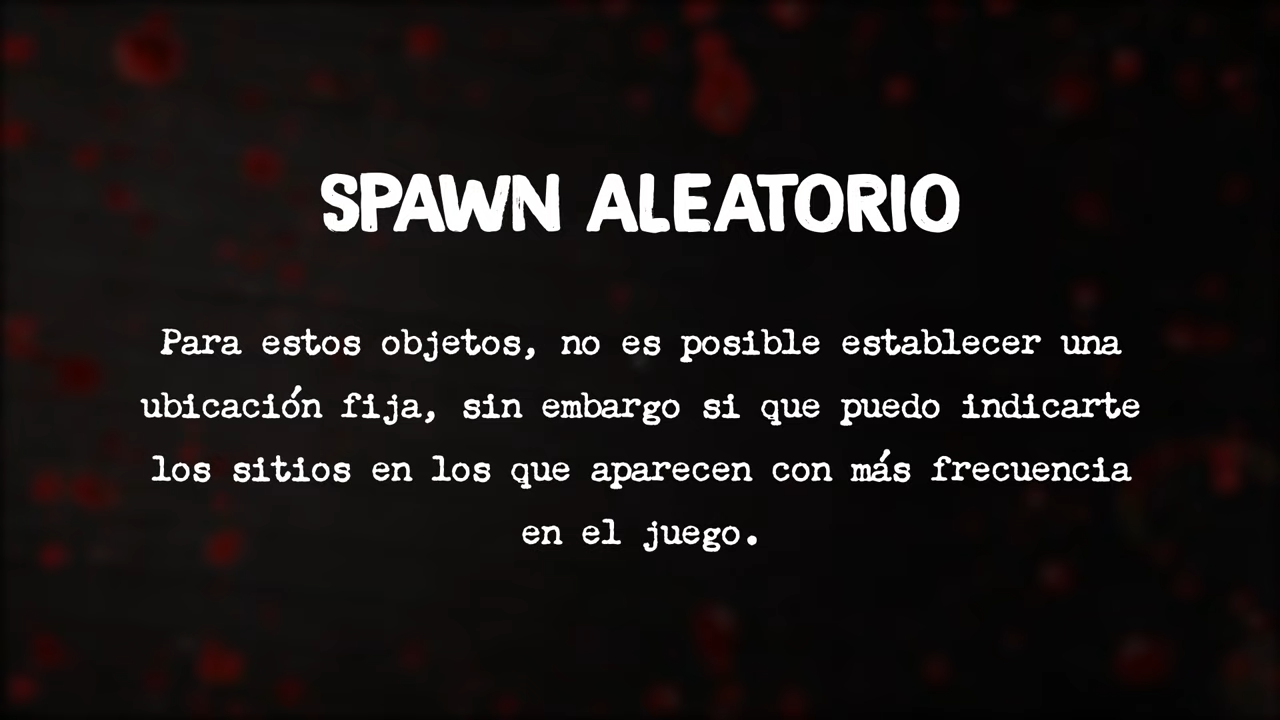 SPAWN ALEATORIO
Para estos objetos, no es posible establecer una
ubicación fija, sin embargo si que puedo indicarte
los sitios en los que aparecen con más frecuencia
en el juego.